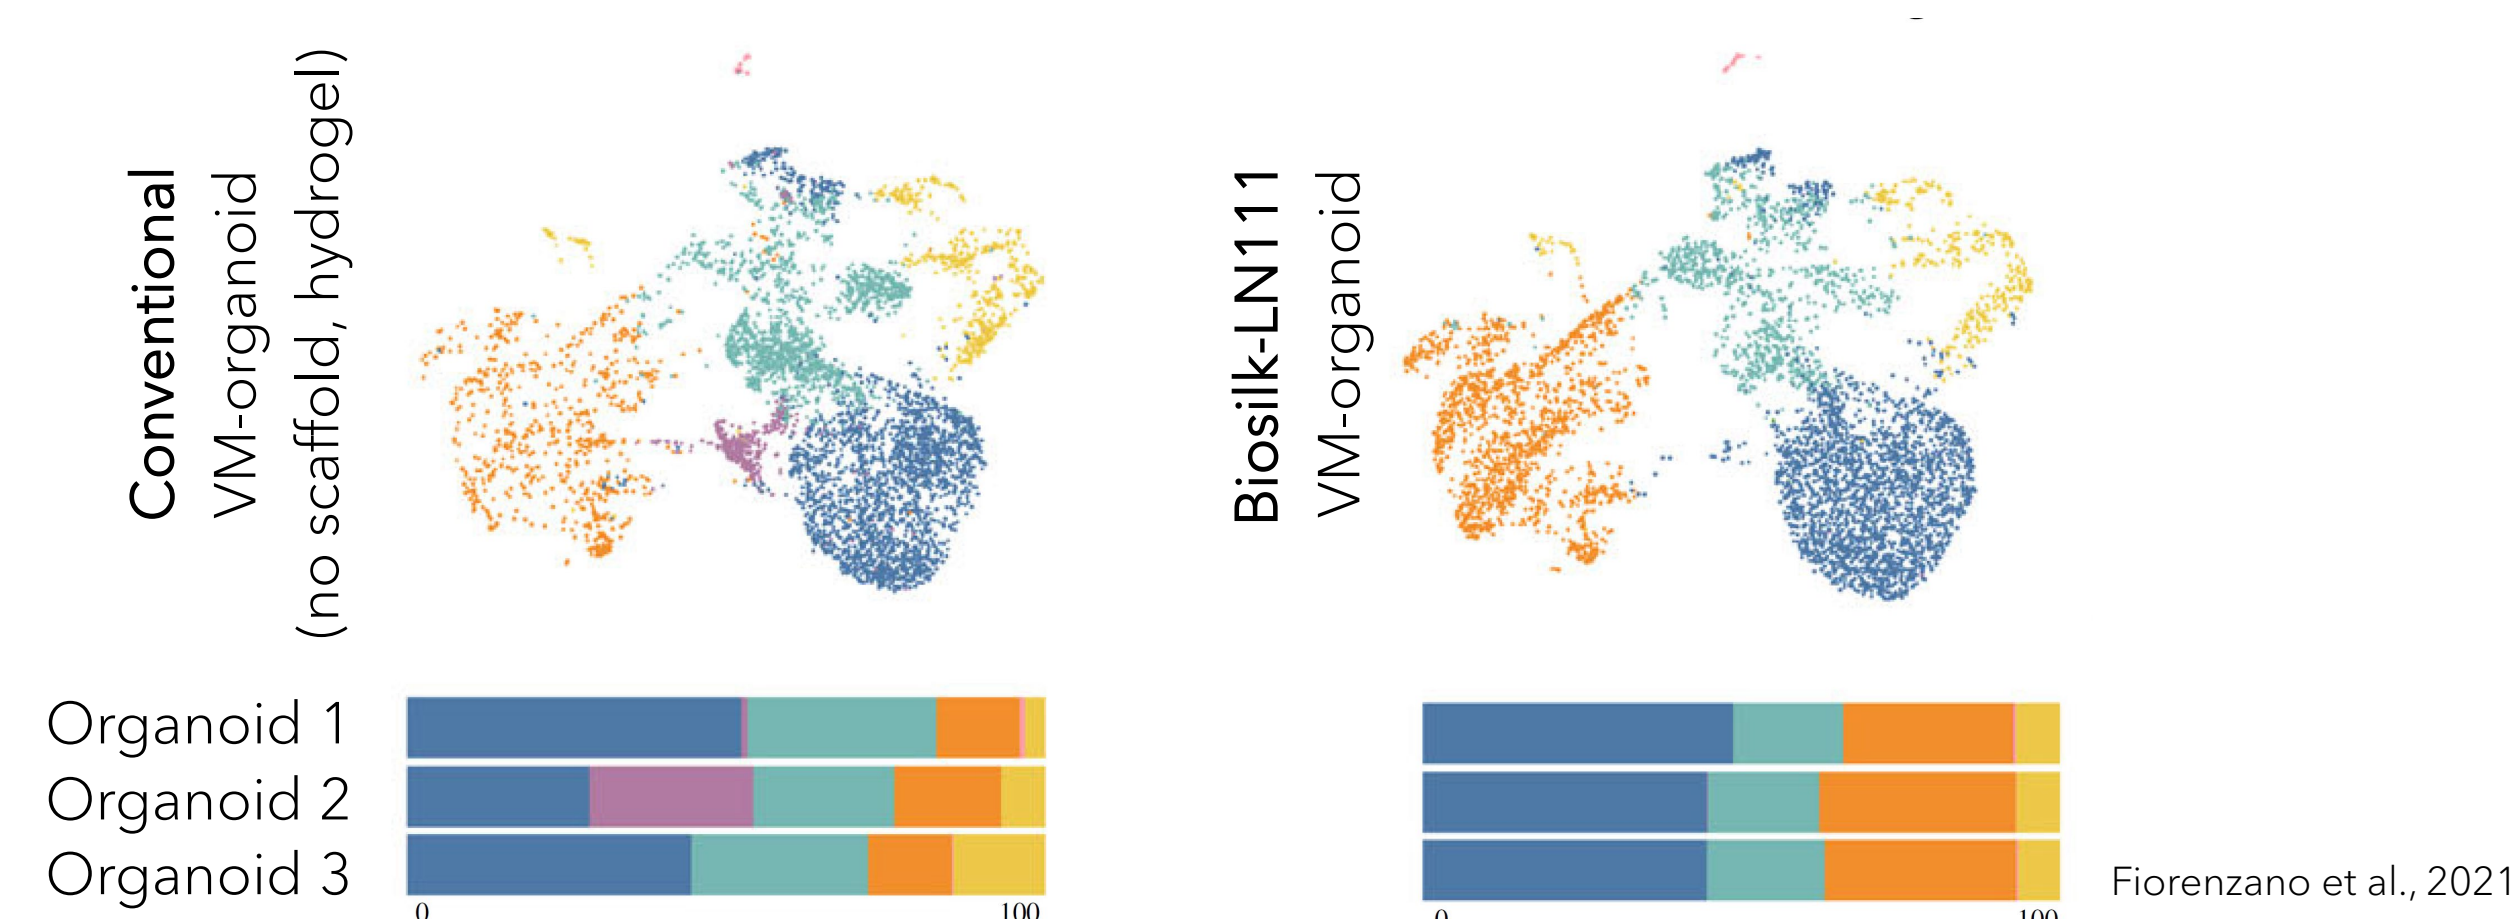 Conventional
VM-organoid
(no scaffold, hydrogel)
Biosilk-LN111
VM-organoid
Organoid 1
Organoid 2
Organoid 3
0
100
0
100
Fiorenzano et al., 2021